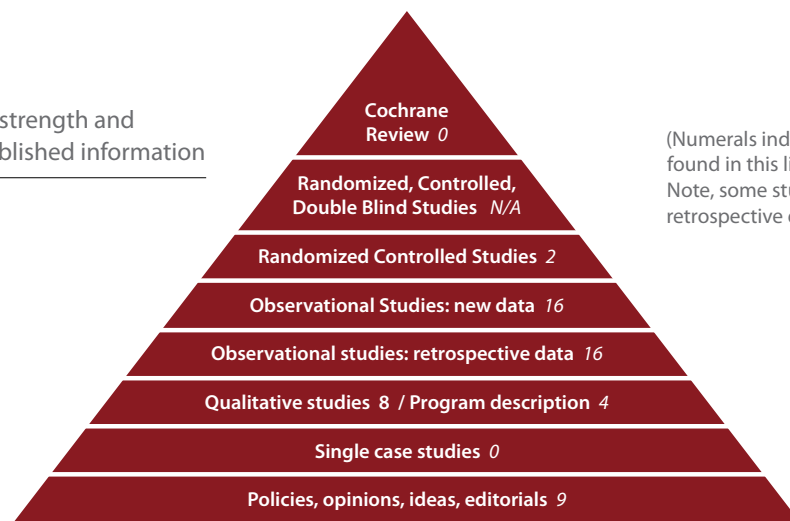 strength and
blished information
Cochrane
Review 0
(Numerals ind
found in this li
Note, some stu
retrospective
Randomized, Controlled,
Double Blind Studies N/A
Randomized Controlled Studies 2
Observational Studies: new data 16
Observational studies: retrospective data 16
Qualitative studies 8 / Program description 4
Single case studies 0
Policies, opinions, ideas, editorials 9